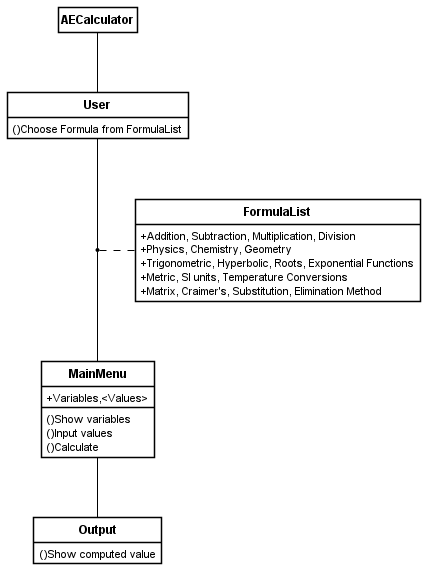 AECalculator
User
()Choose Formula from FormulaList
FormulaList
+Addition, Subtraction, Multiplication, Division
+Physics, Chemistry, Geometry
+Trigonometric, Hyperbolic, Roots, Exponential Functions
+Metric, SI units, Temperature Conversions
+Matrix, Craimer's, Substitution, Elimination Method
MainMenu
+Variables,<Values>
()Show variables
()Input values
()Calculate
Output
()Show computed value